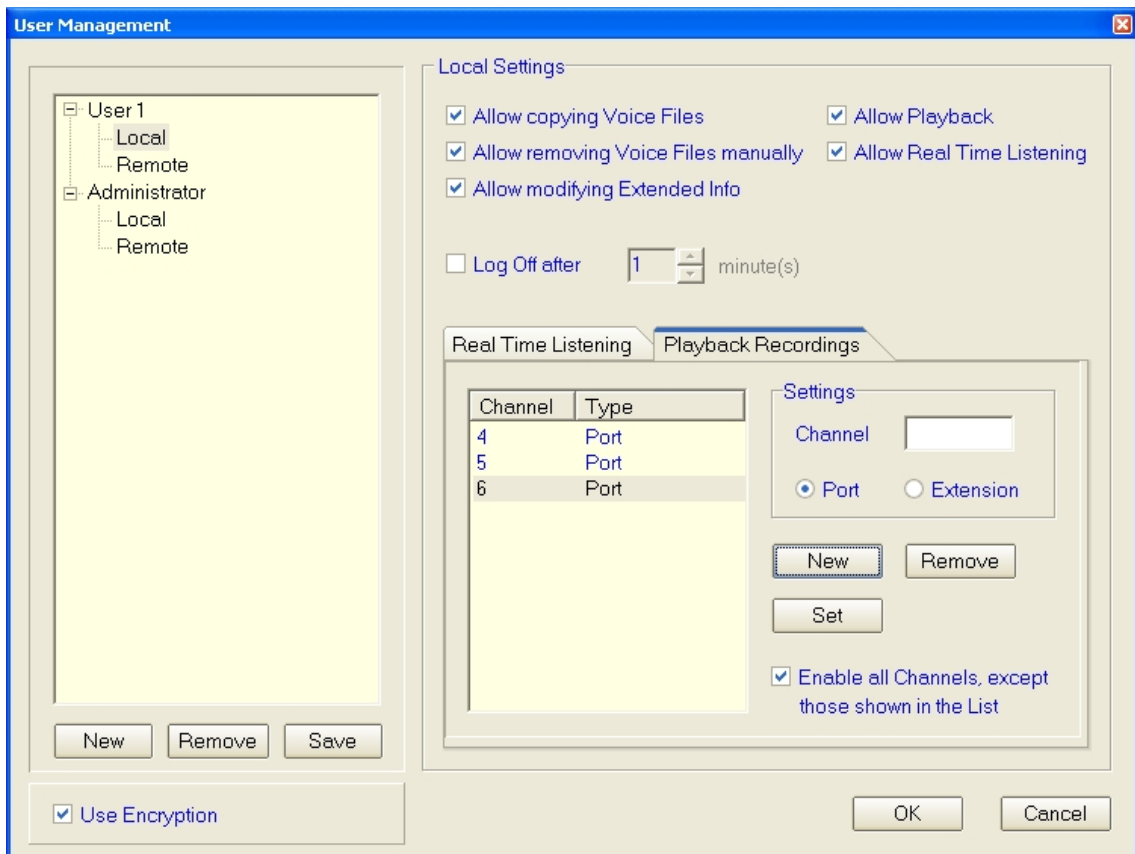 User Management
User 1
Local
Remote
Administrator
Local
Remote
New Remove Save
Use Encryption
Local Settings
Allow copying Voice Files Allow Playback
Allow removing Voice Files manually Allow Real Time Listening
Allow modifying Extended Info
Log Off after 1 minute(s)
Real Time Listening Playback Recordings
Channel Type
4 Port
5 Port
6 Port
Settings
Channel
Port Extension
New Remove
Set
Enable all Channels, except
those shown in the List
OK Cancel